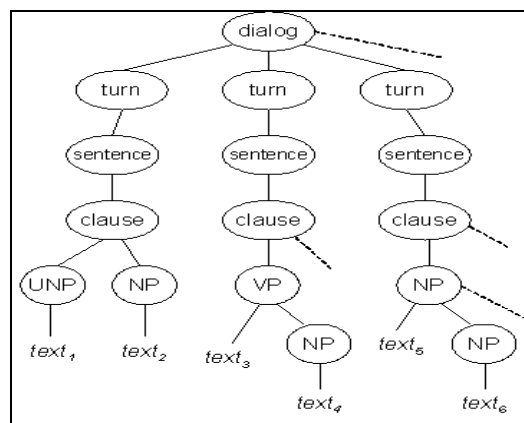 dialog
turn turn turn
sentence sentence sentence
clause clause clause
UNP NP VP NP
text₁ text₂ text₃ NP text₅ NP
text₄ text₆